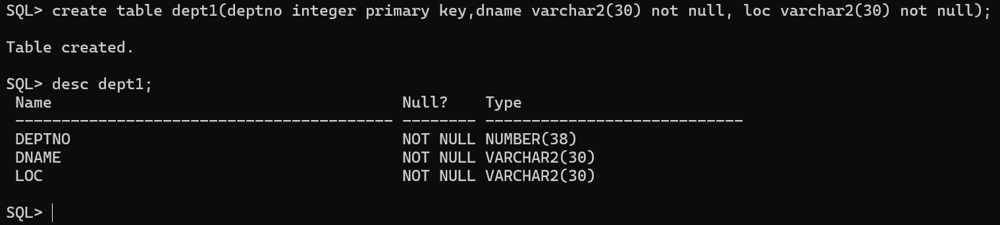 SQL> create table dept1(deptno integer primary key,dname varchar2(30) not null, loc varchar2(30) not null);
Table created.
SQL> desc dept1;
Name                                      Null?    Type
----------------------------------------- -------- ----------------------------
DEPTNO                                    NOT NULL NUMBER(38)
DNAME                                     NOT NULL VARCHAR2(30)
LOC                                       NOT NULL VARCHAR2(30)
SQL>